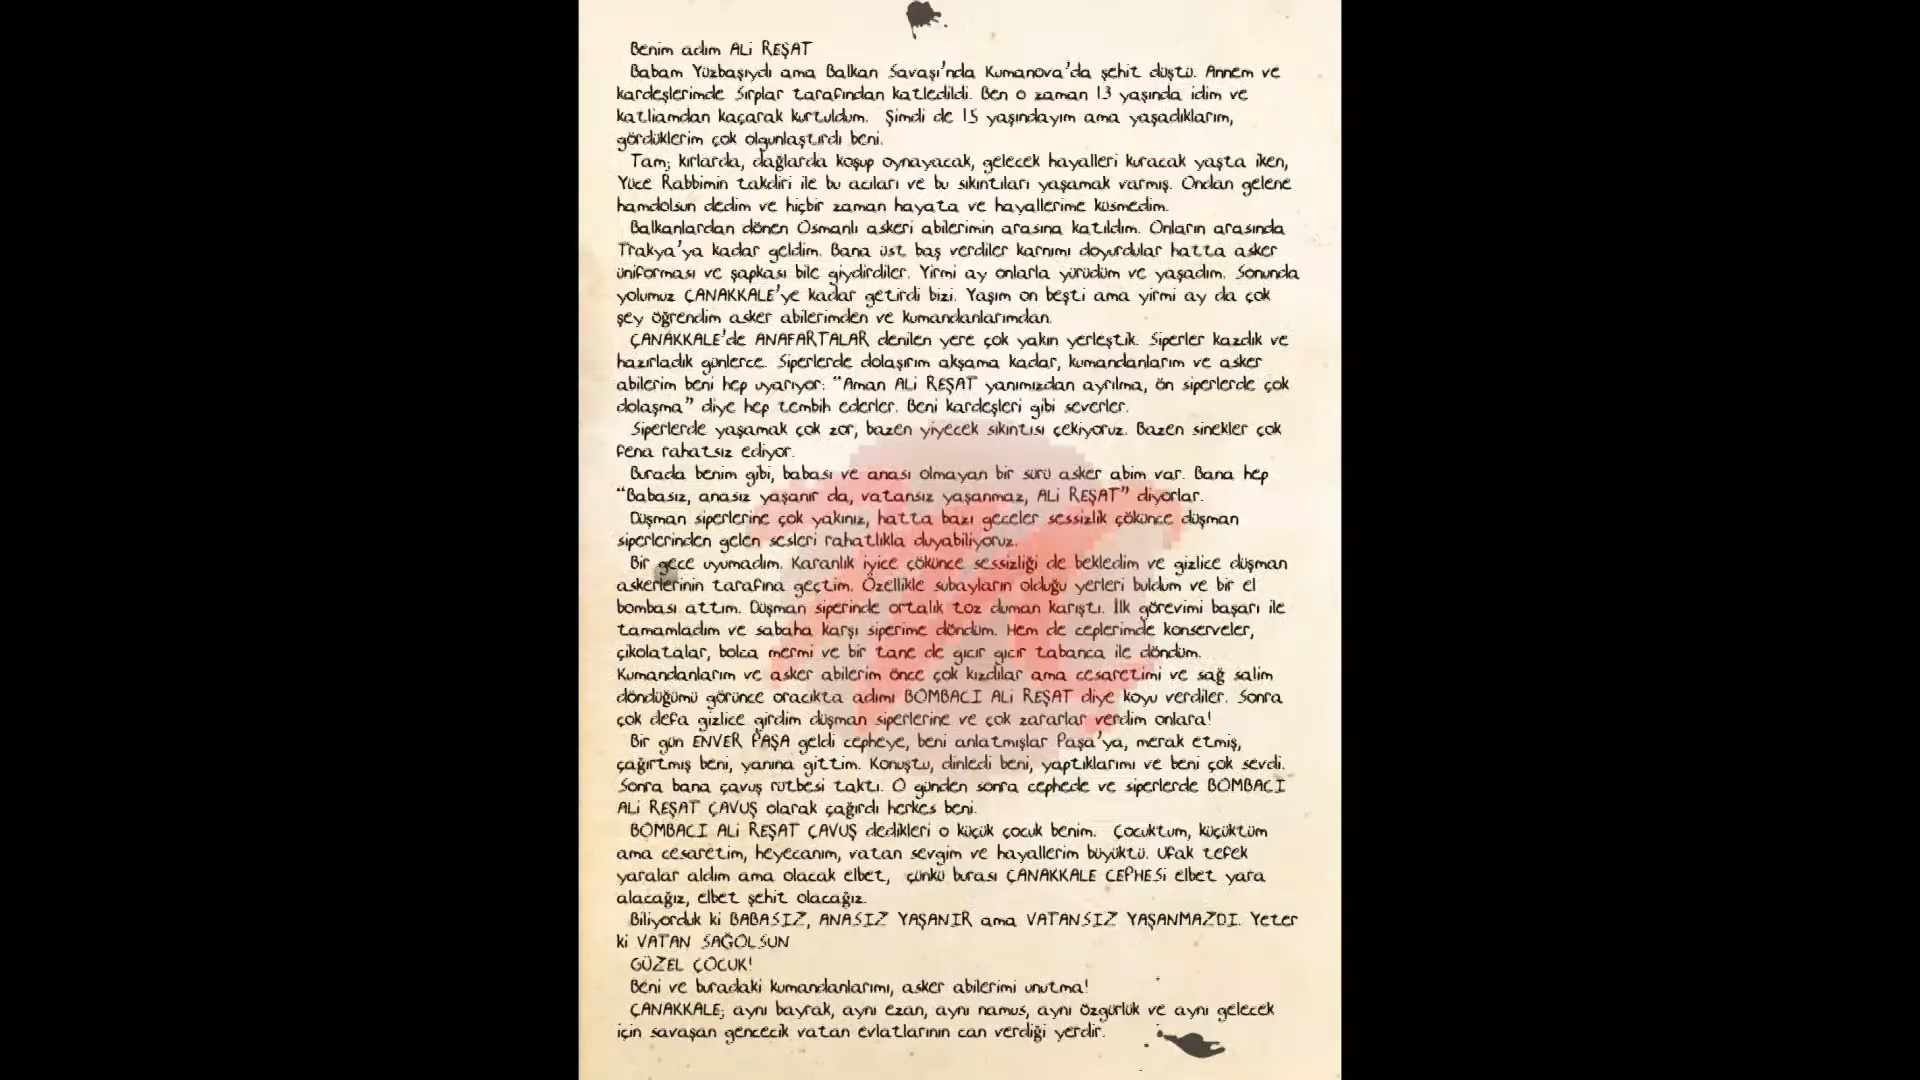 Benim adım ALİ REŞAT
Babam Yüzbaşıydı ama Balkan Savaşı'nda Kumanova'da şehit düştü. Annem ve
kardeşlerimde Sırplar tarafından katledildi. Ben o zaman 13 yaşında idim ve
katliamdan kaçarak kurtuldum. Şimdi de 15 yaşındayım ama yaşadıklarım,
gördüklerim çok olgunlaştırdı beni.
Tam; kırlarda, dağlarda koşup oynayacak, gelecek hayalleri kuracak yaşta iken,
Yüce Rabbimin takdiri ile bu acıları ve bu sıkıntıları yaşamak varmış. Ondan gelene
hamdolsun dedim ve hiçbir zaman hayata ve hayallerime küsmedim.
Balkanlardan dönen Osmanlı askeri abilerimin arasına katıldım. Onların arasında
Trakya'ya kadar geldim. Bana üst baş verdiler karnımı doyurdular hatta asker
üniforması ve şapkası bile giydirdiler. Yirmi ay onlarla yürüdüm ve yaşadım. Sonunda
yolumuz ÇANAKKALE'ye kadar getirdi bizi. Yaşım on beşti ama yirmi ay da çok
şey öğrendim asker abilerimden ve kumandanlarımdan.
ÇANAKKALE'de ANAFARTALAR denilen yere çok yakın yerleştik. Siperler kazdık ve
hazırladık günlerce. Siperlerde dolaşırım akşama kadar, kumandanlarım ve asker
abilerim beni hep uyarıyor: "Aman ALİ REŞAT yanımızdan ayrılma, ön siperlerde çok
dolaşma" diye hep tembih ederler. Beni kardeşleri gibi severler.
Siperlerde yaşamak çok zor, bazen yiyecek sıkıntısı çekiyoruz. Bazen sinekler çok
fena rahatsız ediyor.
Burada benim gibi, babası ve anası olmayan bir sürü asker abim var. Bana hep
"Babasız, anasız yaşanır da, vatansız yaşanmaz, ALİ REŞAT" diyorlar.
Düşman siperlerine çok yakınız, hatta bazı geceler sessizlik çökünce düşman
siperlerinden gelen sesleri rahatlıkla duyabiliyoruz.
Bir gece uyumadım. Karanlık iyice çökünce sessizliği de bekledim ve gizlice düşman
askerlerinin tarafına geçtim. Özellikle subayların olduğu yerleri buldum ve bir el
bombası attım. Düşman siperinde ortalık toz duman karıştı. İlk görevimi başarı ile
tamamladım ve sabaha karşı siperime döndüm. Hem de ceplerimde konserveler,
çikolatalar, bolca mermi ve bir tane de gıcır gıcır tabanca ile döndüm.
Kumandanlarım ve asker abilerim önce çok kızdılar ama cesaretimi ve sağ salim
döndüğümü görünce oracıkta adımı BOMBACI ALİ REŞAT diye koyu verdiler. Sonra
çok defa gizlice girdim düşman siperlerine ve çok zararlar verdim onlara!
Bir gün ENVER PAŞA geldi cepheye, beni anlatmışlar Paşa'ya, merak etmiş,
çağırtmış beni, yanına gittim. Konuştu, dinledi beni, yaptıklarımı ve beni çok sevdi.
Sonra bana çavuş rütbesi taktı. O günden sonra cephede ve siperlerde BOMBACI
ALİ REŞAT ÇAVUŞ olarak çağırdı herkes beni.
BOMBACI ALİ REŞAT ÇAVUŞ dedikleri o küçük çocuk benim. Çocuktum, küçüktüm
ama cesaretim, heyecanım, vatan sevgim ve hayallerim büyüktü. Ufak tefek
yaralar aldım ama olacak elbet, çünkü burası ÇANAKKALE CEPHESİ elbet yara
alacağız, elbet şehit olacağız.
Biliyorduk ki BABASIZ, ANASIZ YAŞANIR ama VATANSIZ YAŞANMAZDI. Yeter
ki VATAN SAĞOLSUN
GÜZEL ÇOCUK!
Beni ve buradaki kumandanlarımı, asker abilerimi unutma!
ÇANAKKALE; aynı bayrak, aynı ezan, aynı namus, aynı özgürlük ve aynı gelecek
için savaşan gencecik vatan evlatlarının can verdiği yerdir.